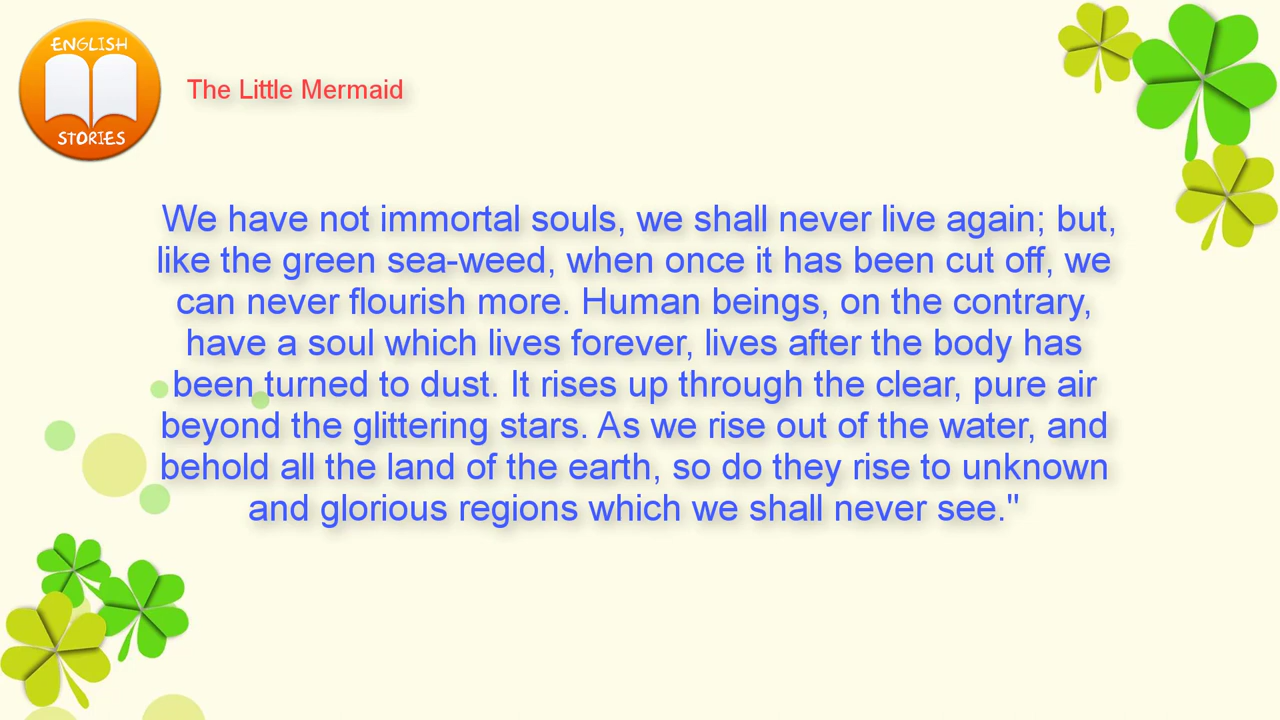 ENGLISH
STORIES
The Little Mermaid
We have not immortal souls, we shall never live again; but,
like the green sea-weed, when once it has been cut off, we
can never flourish more. Human beings, on the contrary,
have a soul which lives forever, lives after the body has
been turned to dust. It rises up through the clear, pure air
beyond the glittering stars. As we rise out of the water, and
behold all the land of the earth, so do they rise to unknown
and glorious regions which we shall never see."